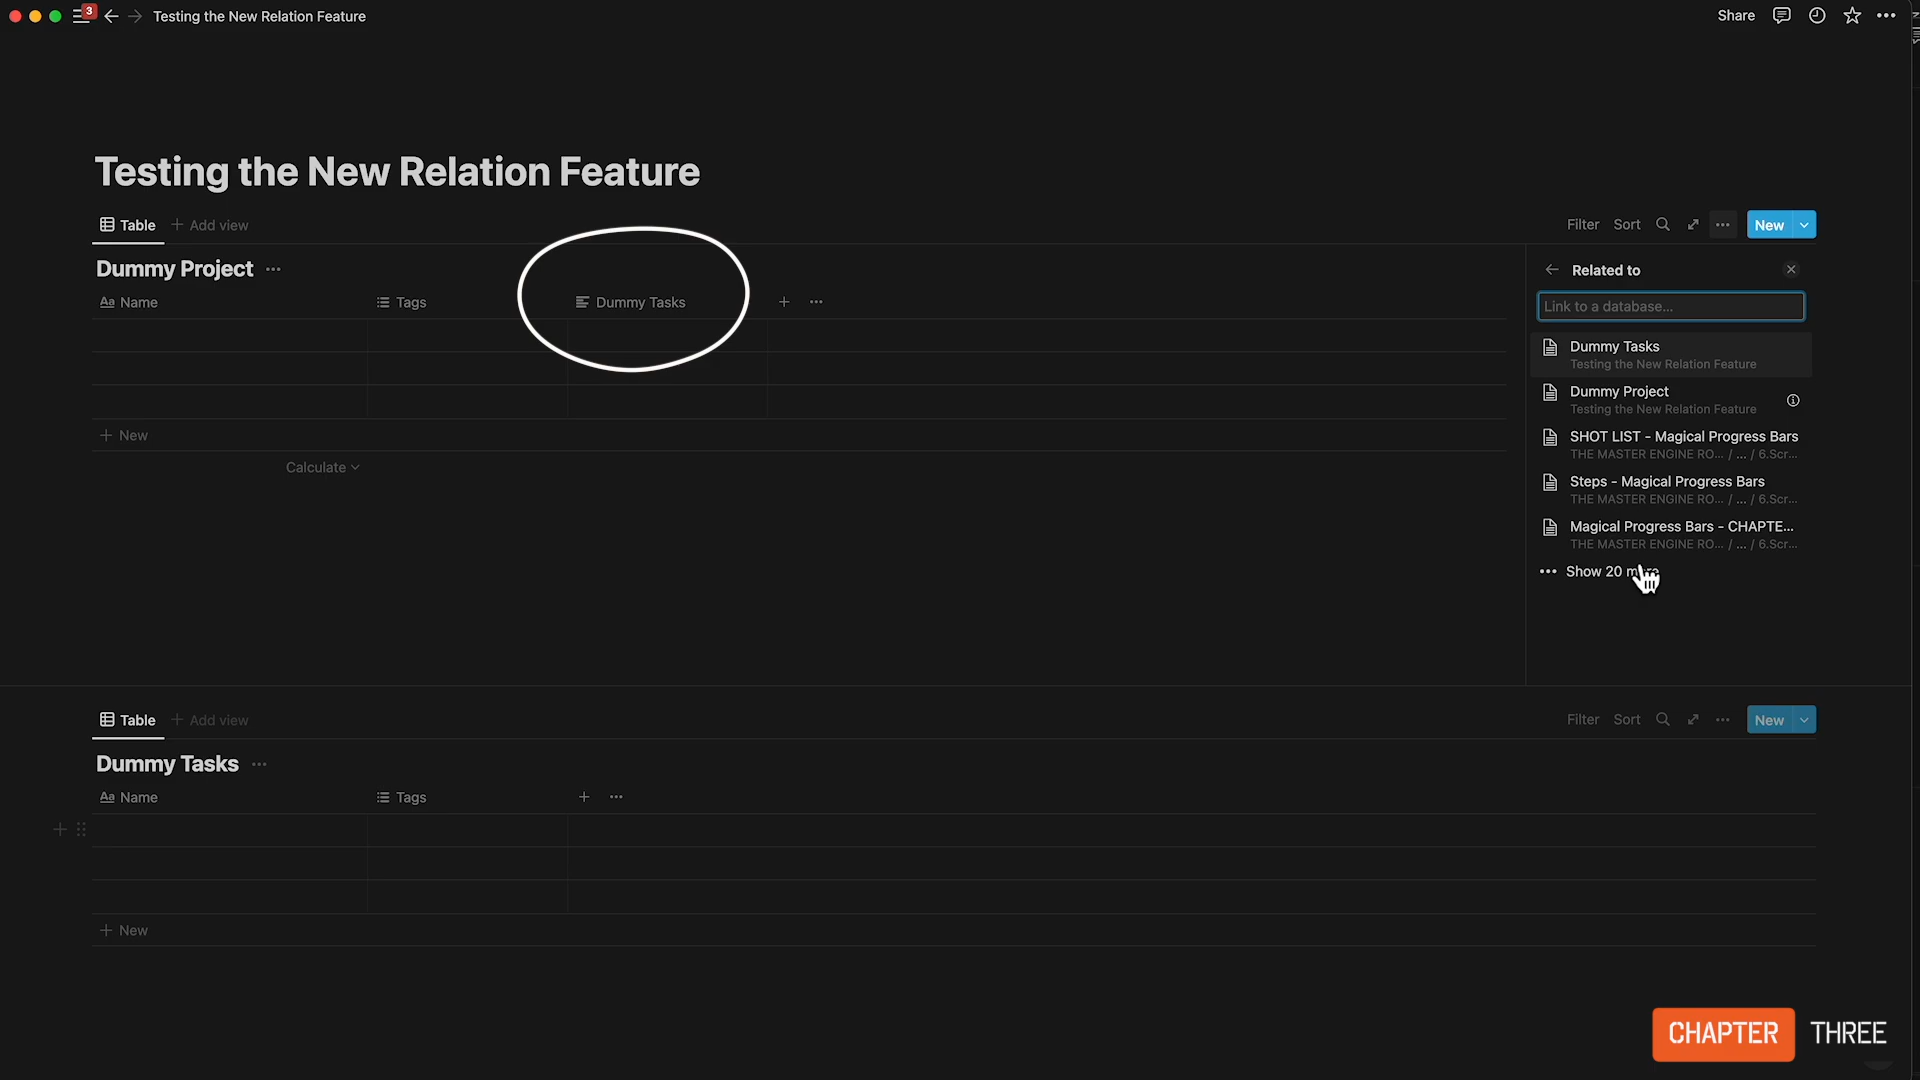 3
Testing the New Relation Feature
Share
Testing the New Relation Feature
Table
Add view
Filter
Sort
New
Dummy Project
Aa Name
Tags
Dummy Tasks
New
Calculate
Related to
Link to a database...
Dummy Tasks
Testing the New Relation Feature
Dummy Project
Testing the New Relation Feature
SHOT LIST - Magical Progress Bars
THE MASTER ENGINE RO... / ... / 6.Scr...
Steps - Magical Progress Bars
THE MASTER ENGINE RO... / ... / 6.Scr...
Magical Progress Bars - CHAPTE...
THE MASTER ENGINE RO... / ... / 6.Scr...
Show 20 more
Table
Add view
Filter
Sort
New
Dummy Tasks
Aa Name
Tags
New
CHAPTER THREE